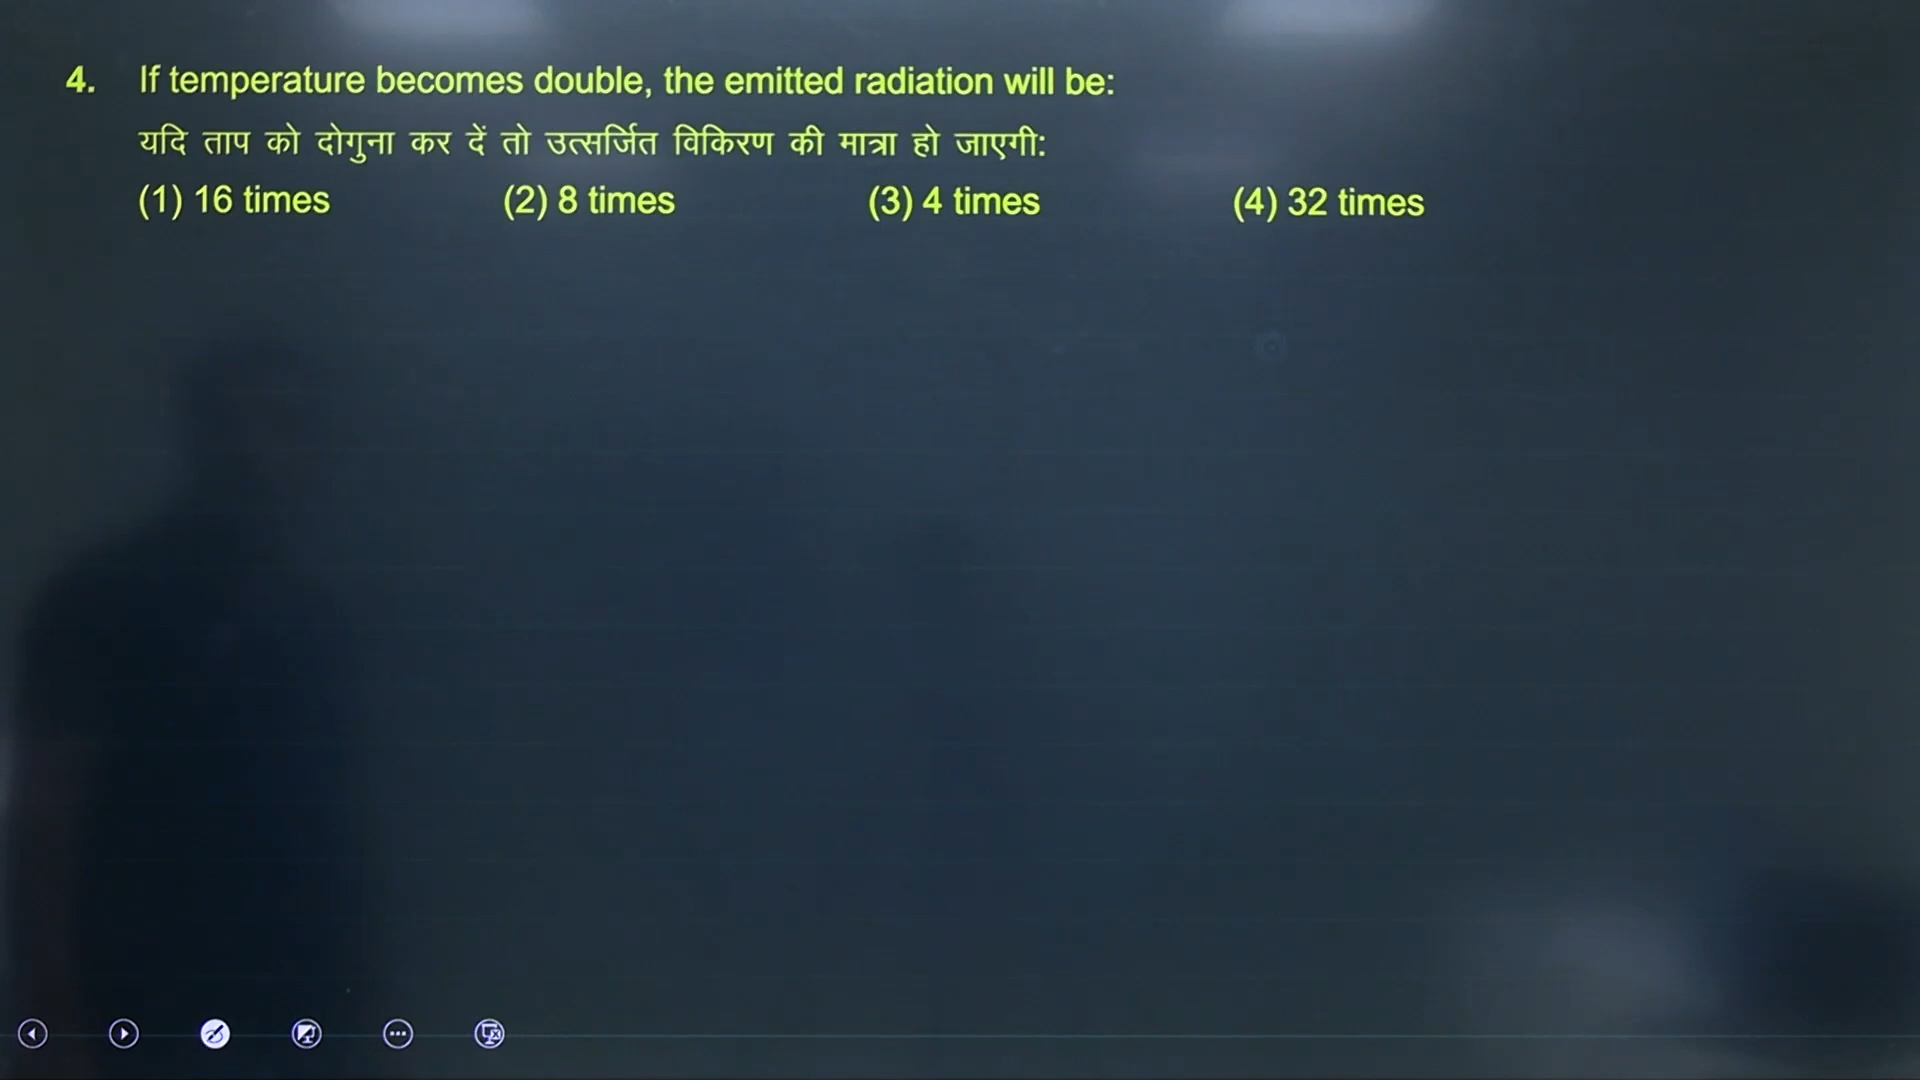 4. If temperature becomes double, the emitted radiation will be:
यदि ताप को दोगुना कर दें तो उत्सर्जित विकिरण की मात्रा हो जाएगी:
(1) 16 times (2) 8 times (3) 4 times (4) 32 times